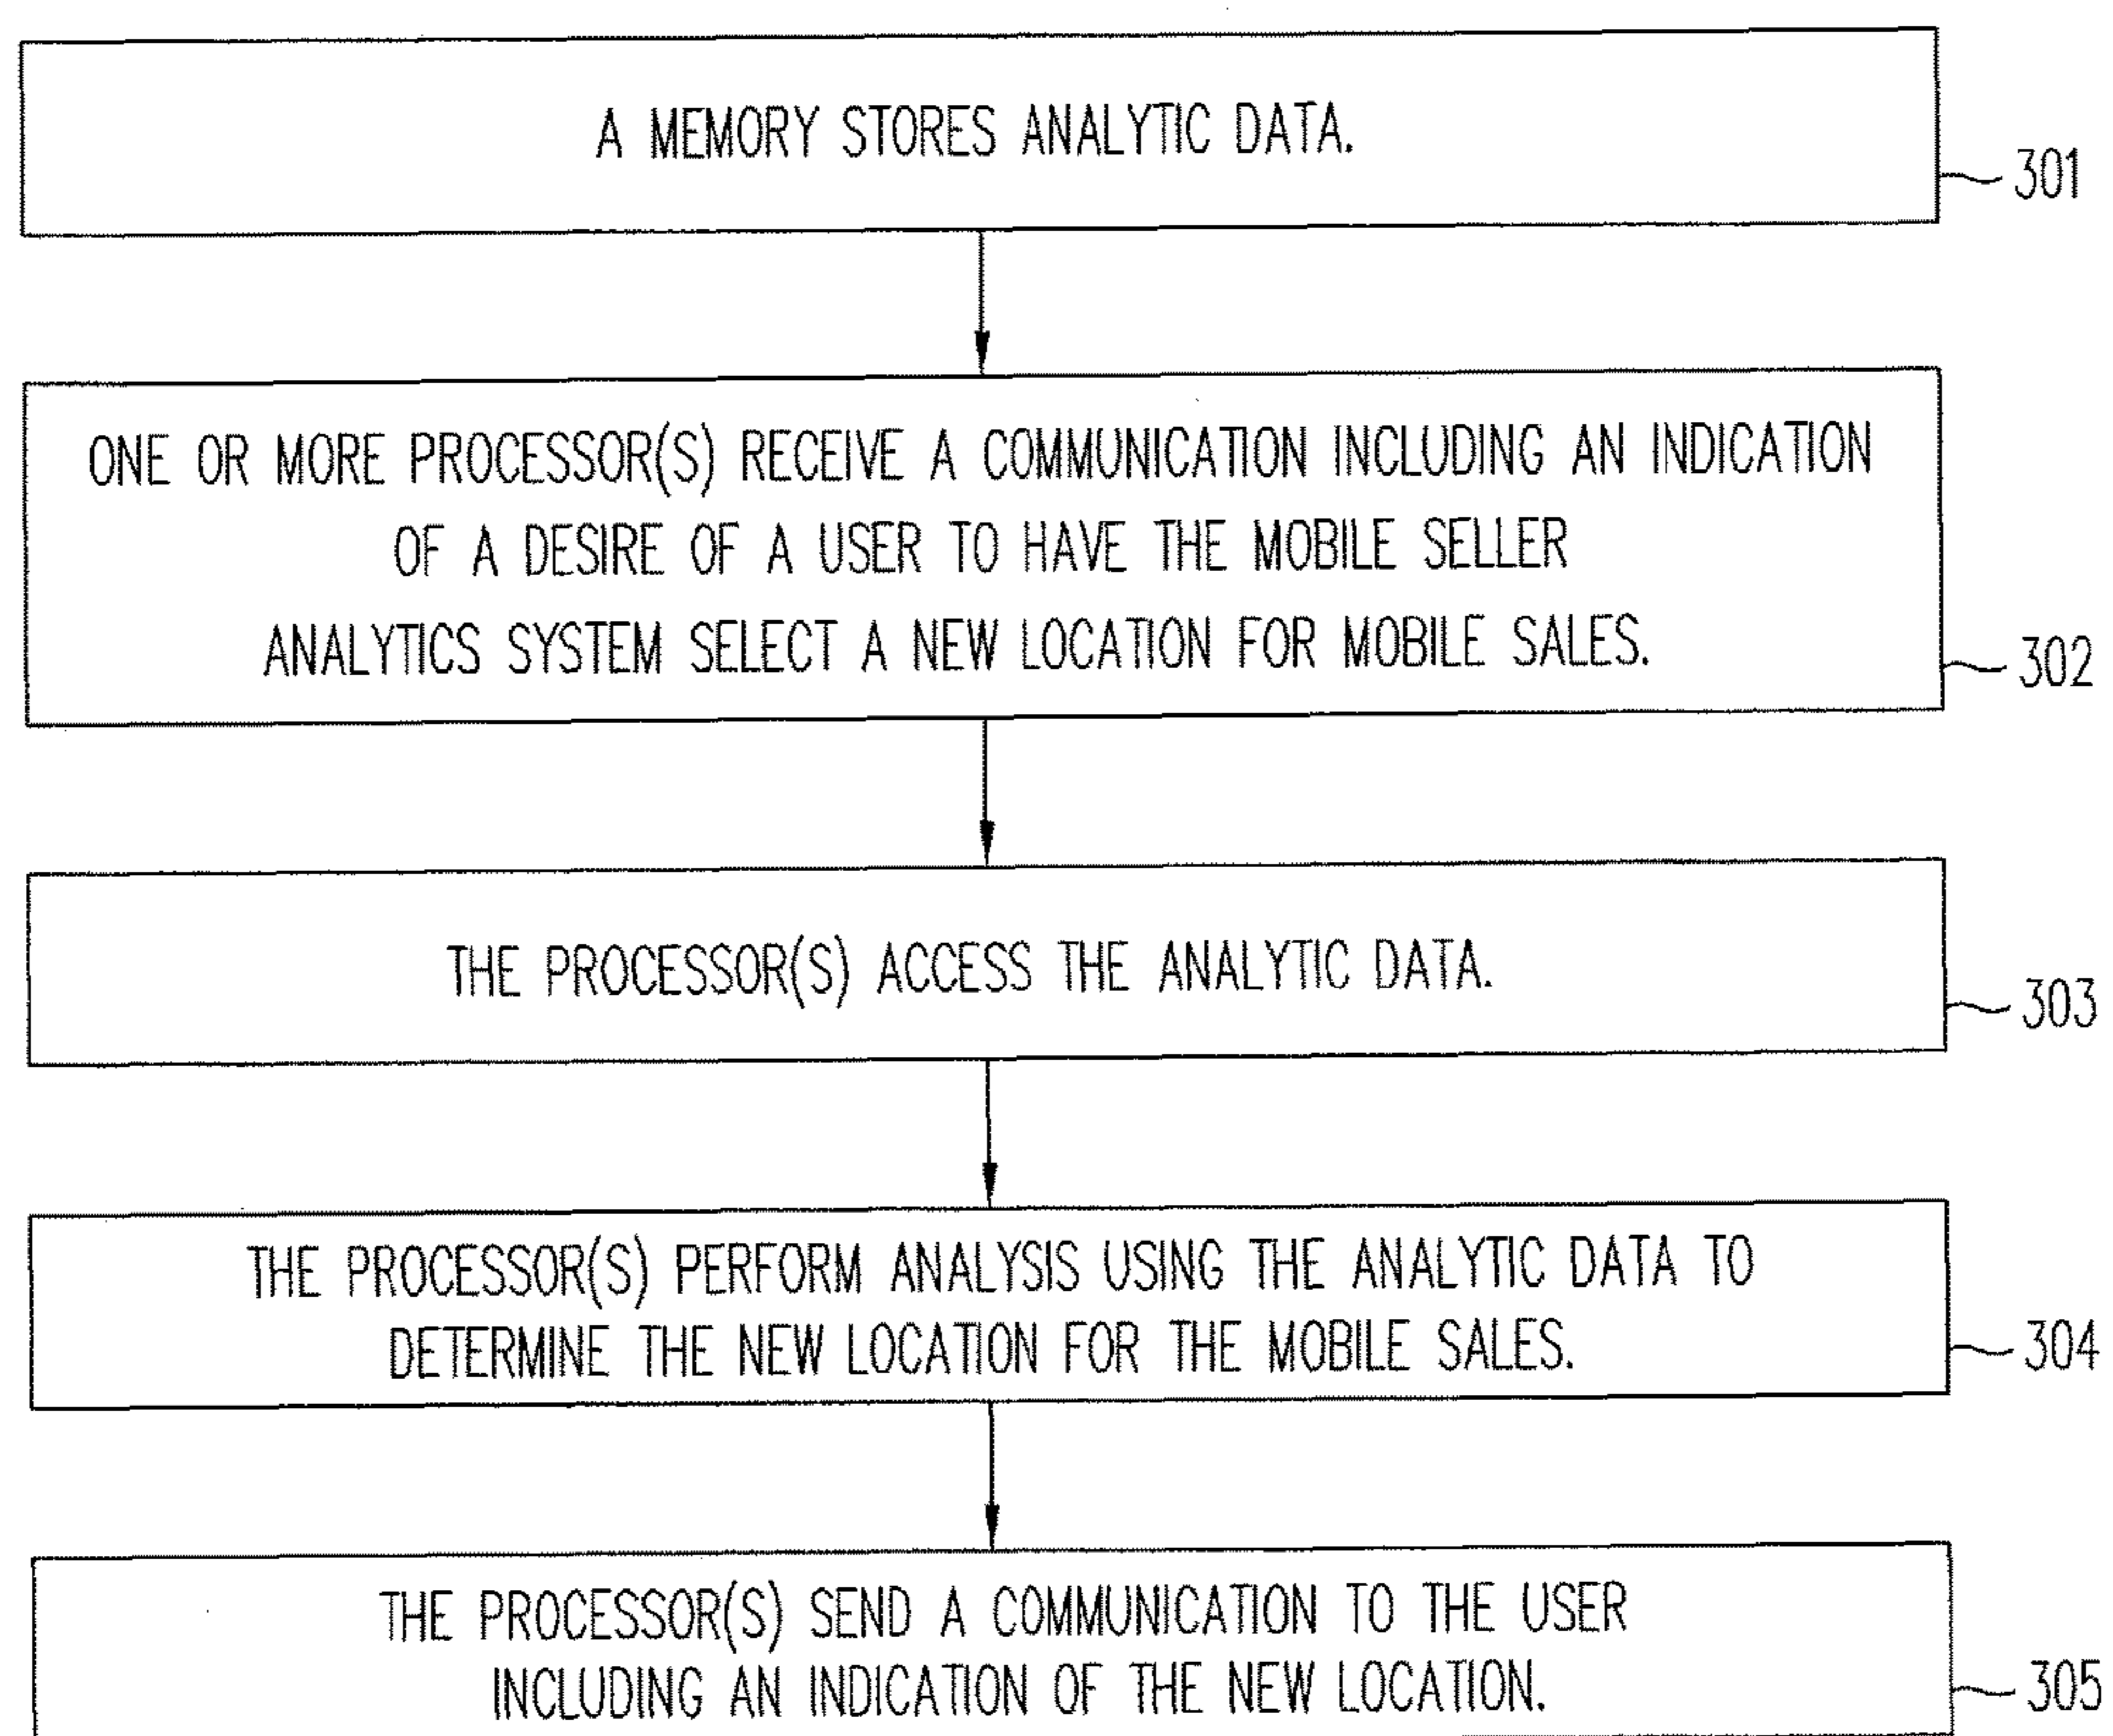 A MEMORY STORES ANALYTIC DATA.
301
ONE OR MORE PROCESSOR(S) RECEIVE A COMMUNICATION INCLUDING AN INDICATION
OF A DESIRE OF A USER TO HAVE THE MOBILE SELLER
ANALYTICS SYSTEM SELECT A NEW LOCATION FOR MOBILE SALES.
302
THE PROCESSOR(S) ACCESS THE ANALYTIC DATA.
303
THE PROCESSOR(S) PERFORM ANALYSIS USING THE ANALYTIC DATA TO
DETERMINE THE NEW LOCATION FOR THE MOBILE SALES.
304
THE PROCESSOR(S) SEND A COMMUNICATION TO THE USER
INCLUDING AN INDICATION OF THE NEW LOCATION.
305